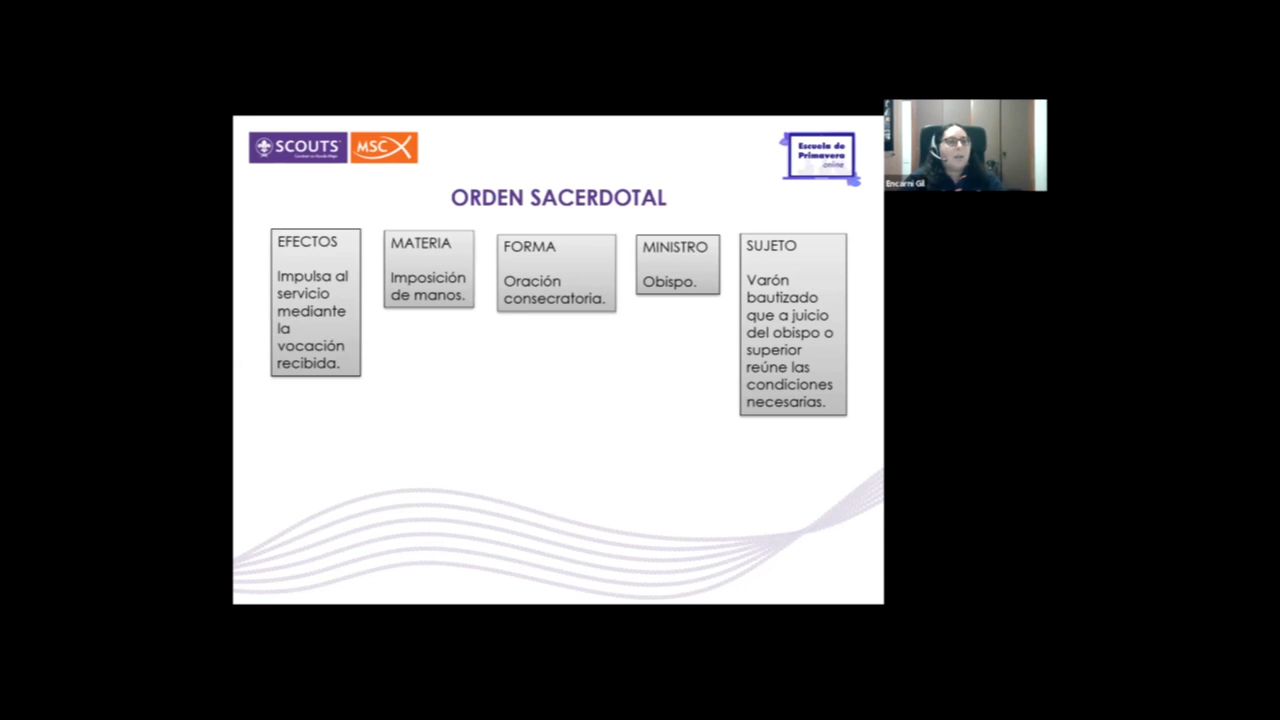 SCOUTS
MSC
Escuela de
Primavera
online
Encarni Gil
ORDEN SACERDOTAL
EFECTOS
Impulsa al
servicio
mediante
la
vocación
recibida.
MATERIA
Imposición
de manos.
FORMA
Oración
consecratoria.
MINISTRO
Obispo.
SUJETO
Varón
bautizado
que a juicio
del obispo o
superior
reúne las
condiciones
necesarias.